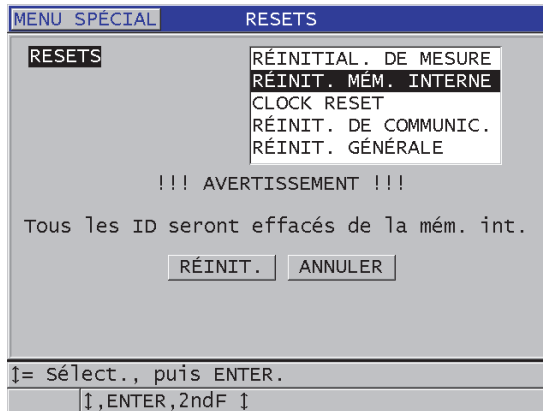 MENU SPÉCIAL RESETS
RESETS
RÉINITIAL. DE MESURE
RÉINIT. MÉM. INTERNE
CLOCK RESET
RÉINIT. DE COMMUNIC.
RÉINIT. GÉNÉRALE
!!! AVERTISSEMENT !!!
Tous les ID seront effacés de la mém. int.
RÉINIT. ANNULER
↕= Sélect., puis ENTER.
↕,ENTER,2ndF ↕